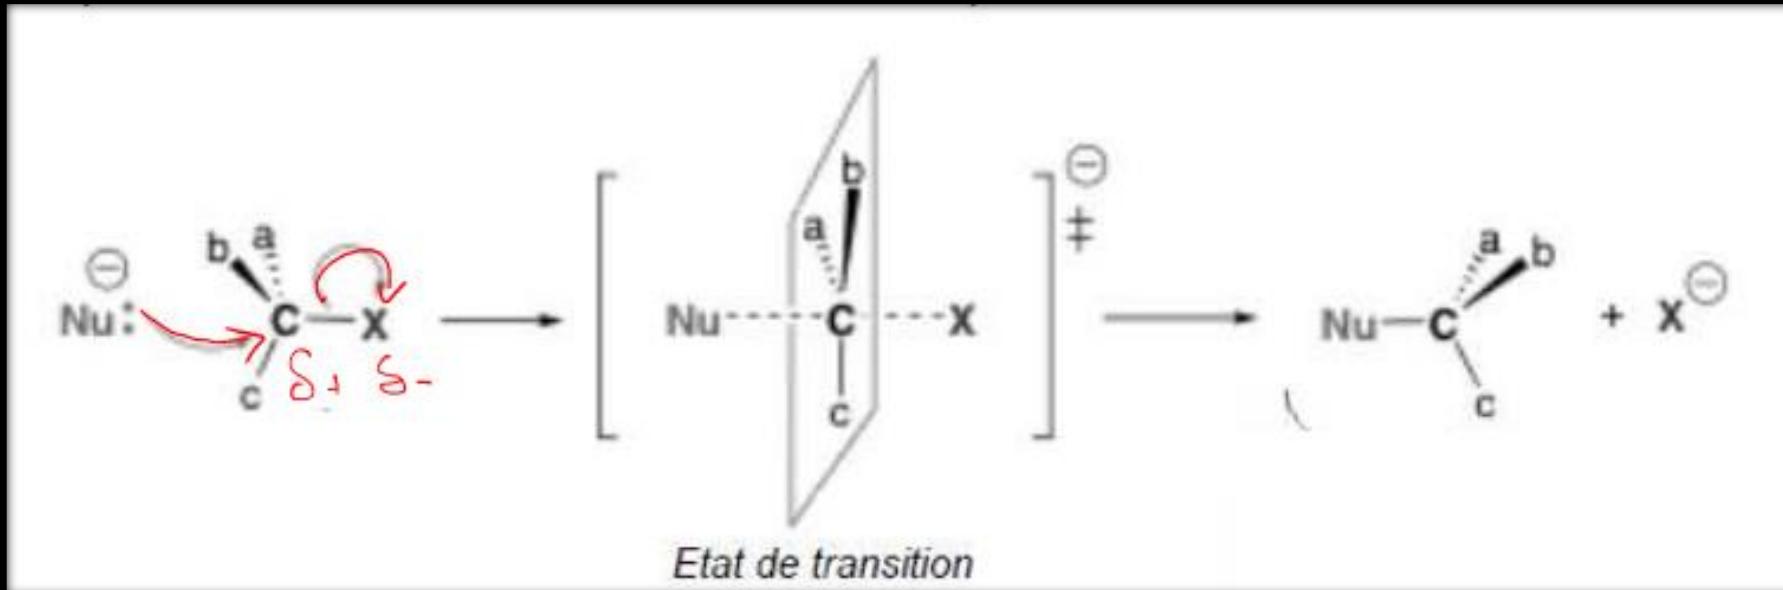 b a
⊖
Nu: C—X
c δ+ δ-
b
a
Nu-----C----X
c
⊖
‡
a b
Nu—C + X⊖
c
Etat de transition